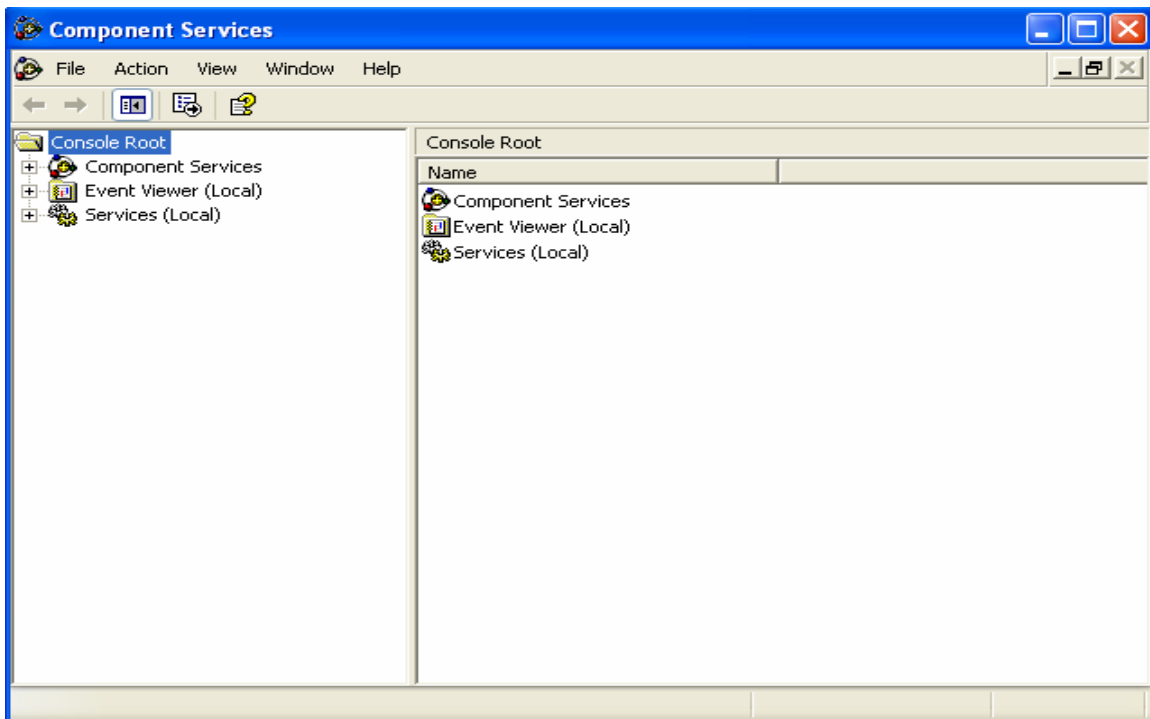 Component Services
File Action View Window Help
Console Root
Component Services
Event Viewer (Local)
Services (Local)
Console Root
Name
Component Services
Event Viewer (Local)
Services (Local)